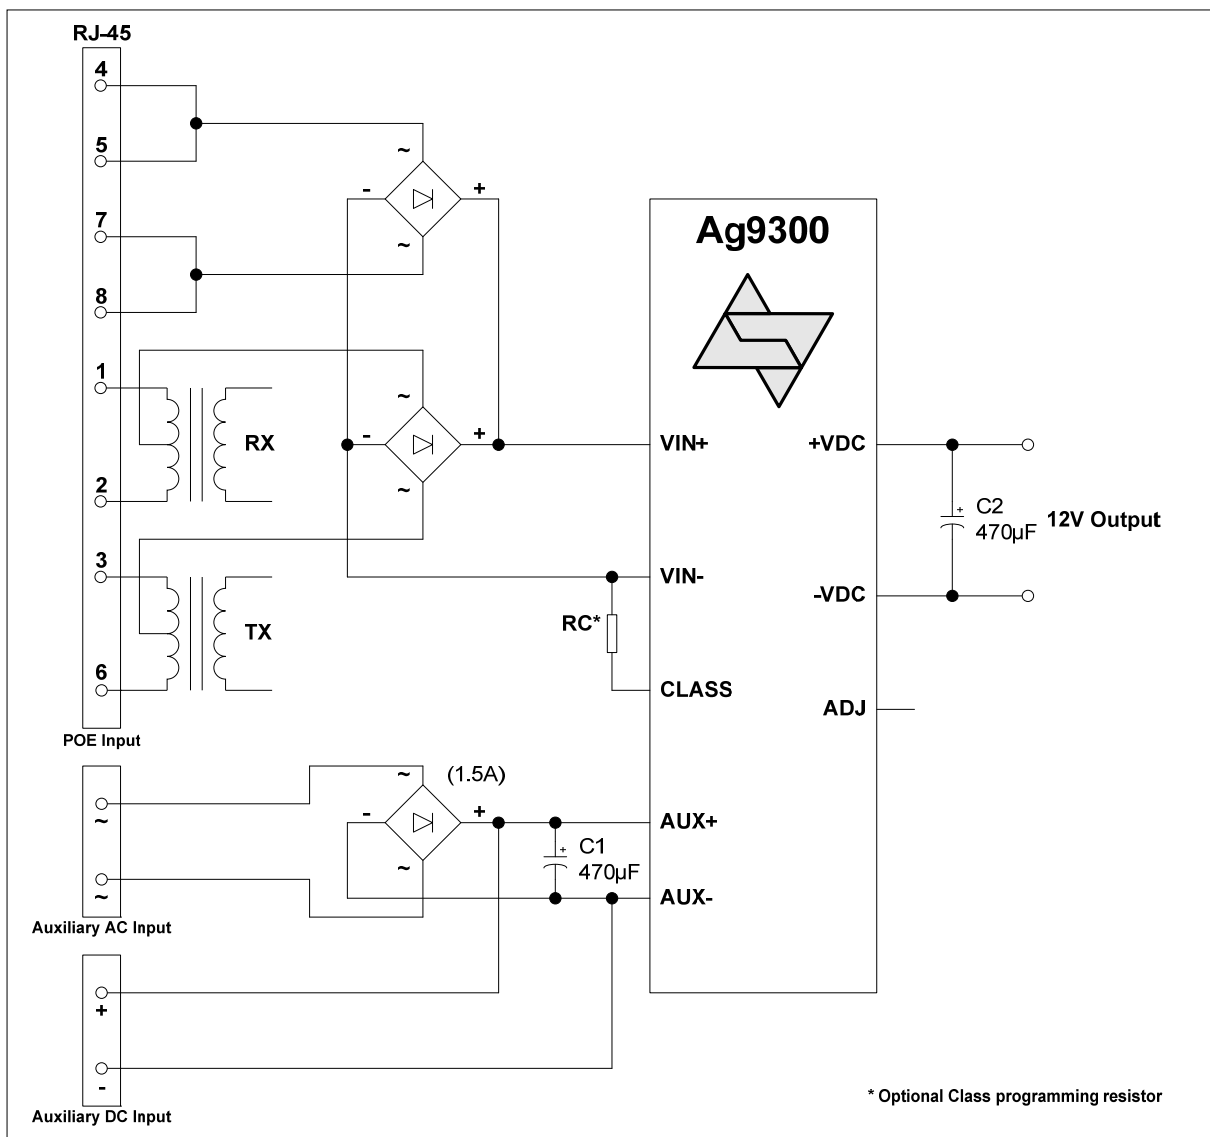 RJ-45
4
5
7
8
1
2
3
6
POE Input
~
~
-
+
RX
~
~
-
+
TX
Ag9300
VIN+
VIN-
CLASS
RC*
+VDC
-VDC
ADJ
C2
470µF
12V Output
~
~
Auxiliary AC Input
~
~
-
+
(1.5A)
C1
+
470µF
+
AUX+
AUX-
+
-
Auxiliary DC Input
* Optional Class programming resistor